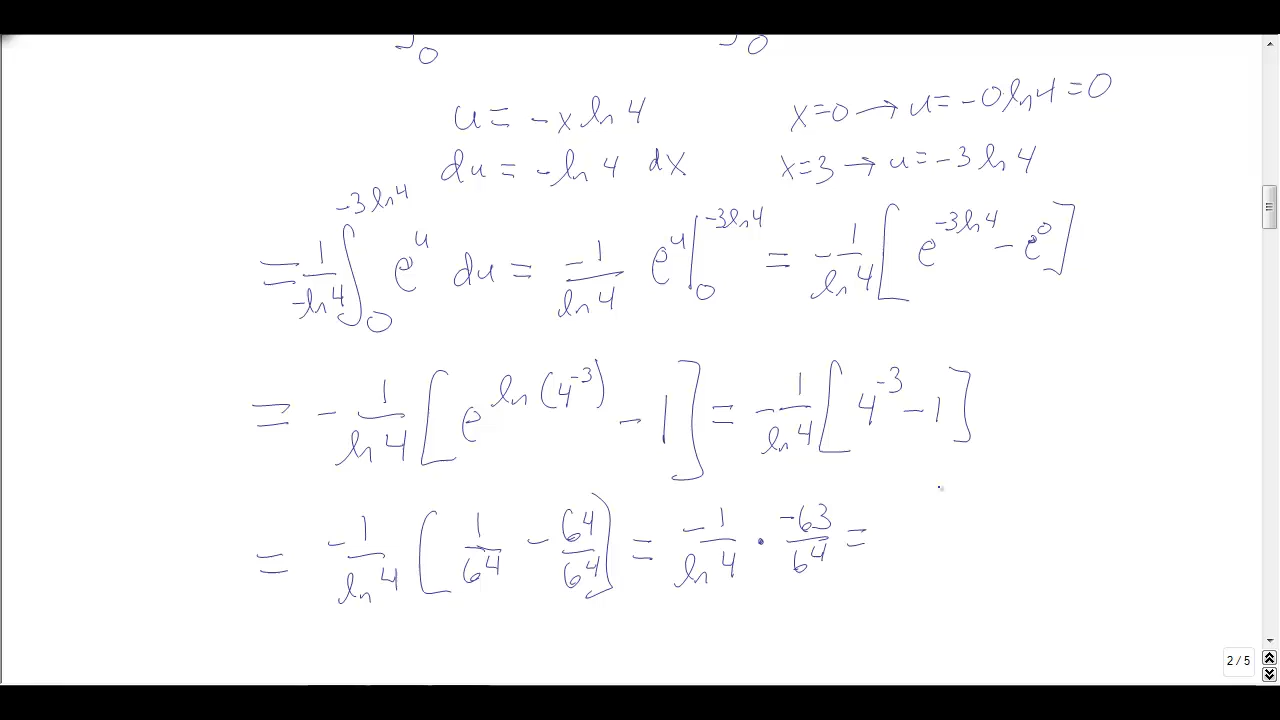 ∫_0 ∫_0
u = -x ln 4 x=0 → u = -0 ln 4 = 0
du = -ln 4 dx x=3 → u = -3 ln 4
= 1/(-ln 4) ∫_0^(-3 ln 4) e^u du = -1/(ln 4) e^u |_0^(-3 ln 4) = -1/(ln 4) [e^(-3 ln 4) - e^0]
= -1/(ln 4) [e^(ln(4^-3)) - 1] = -1/(ln 4) [4^-3 - 1]
= -1/(ln 4) [1/64 - 64/64] = -1/(ln 4) · -63/64 =
2/5